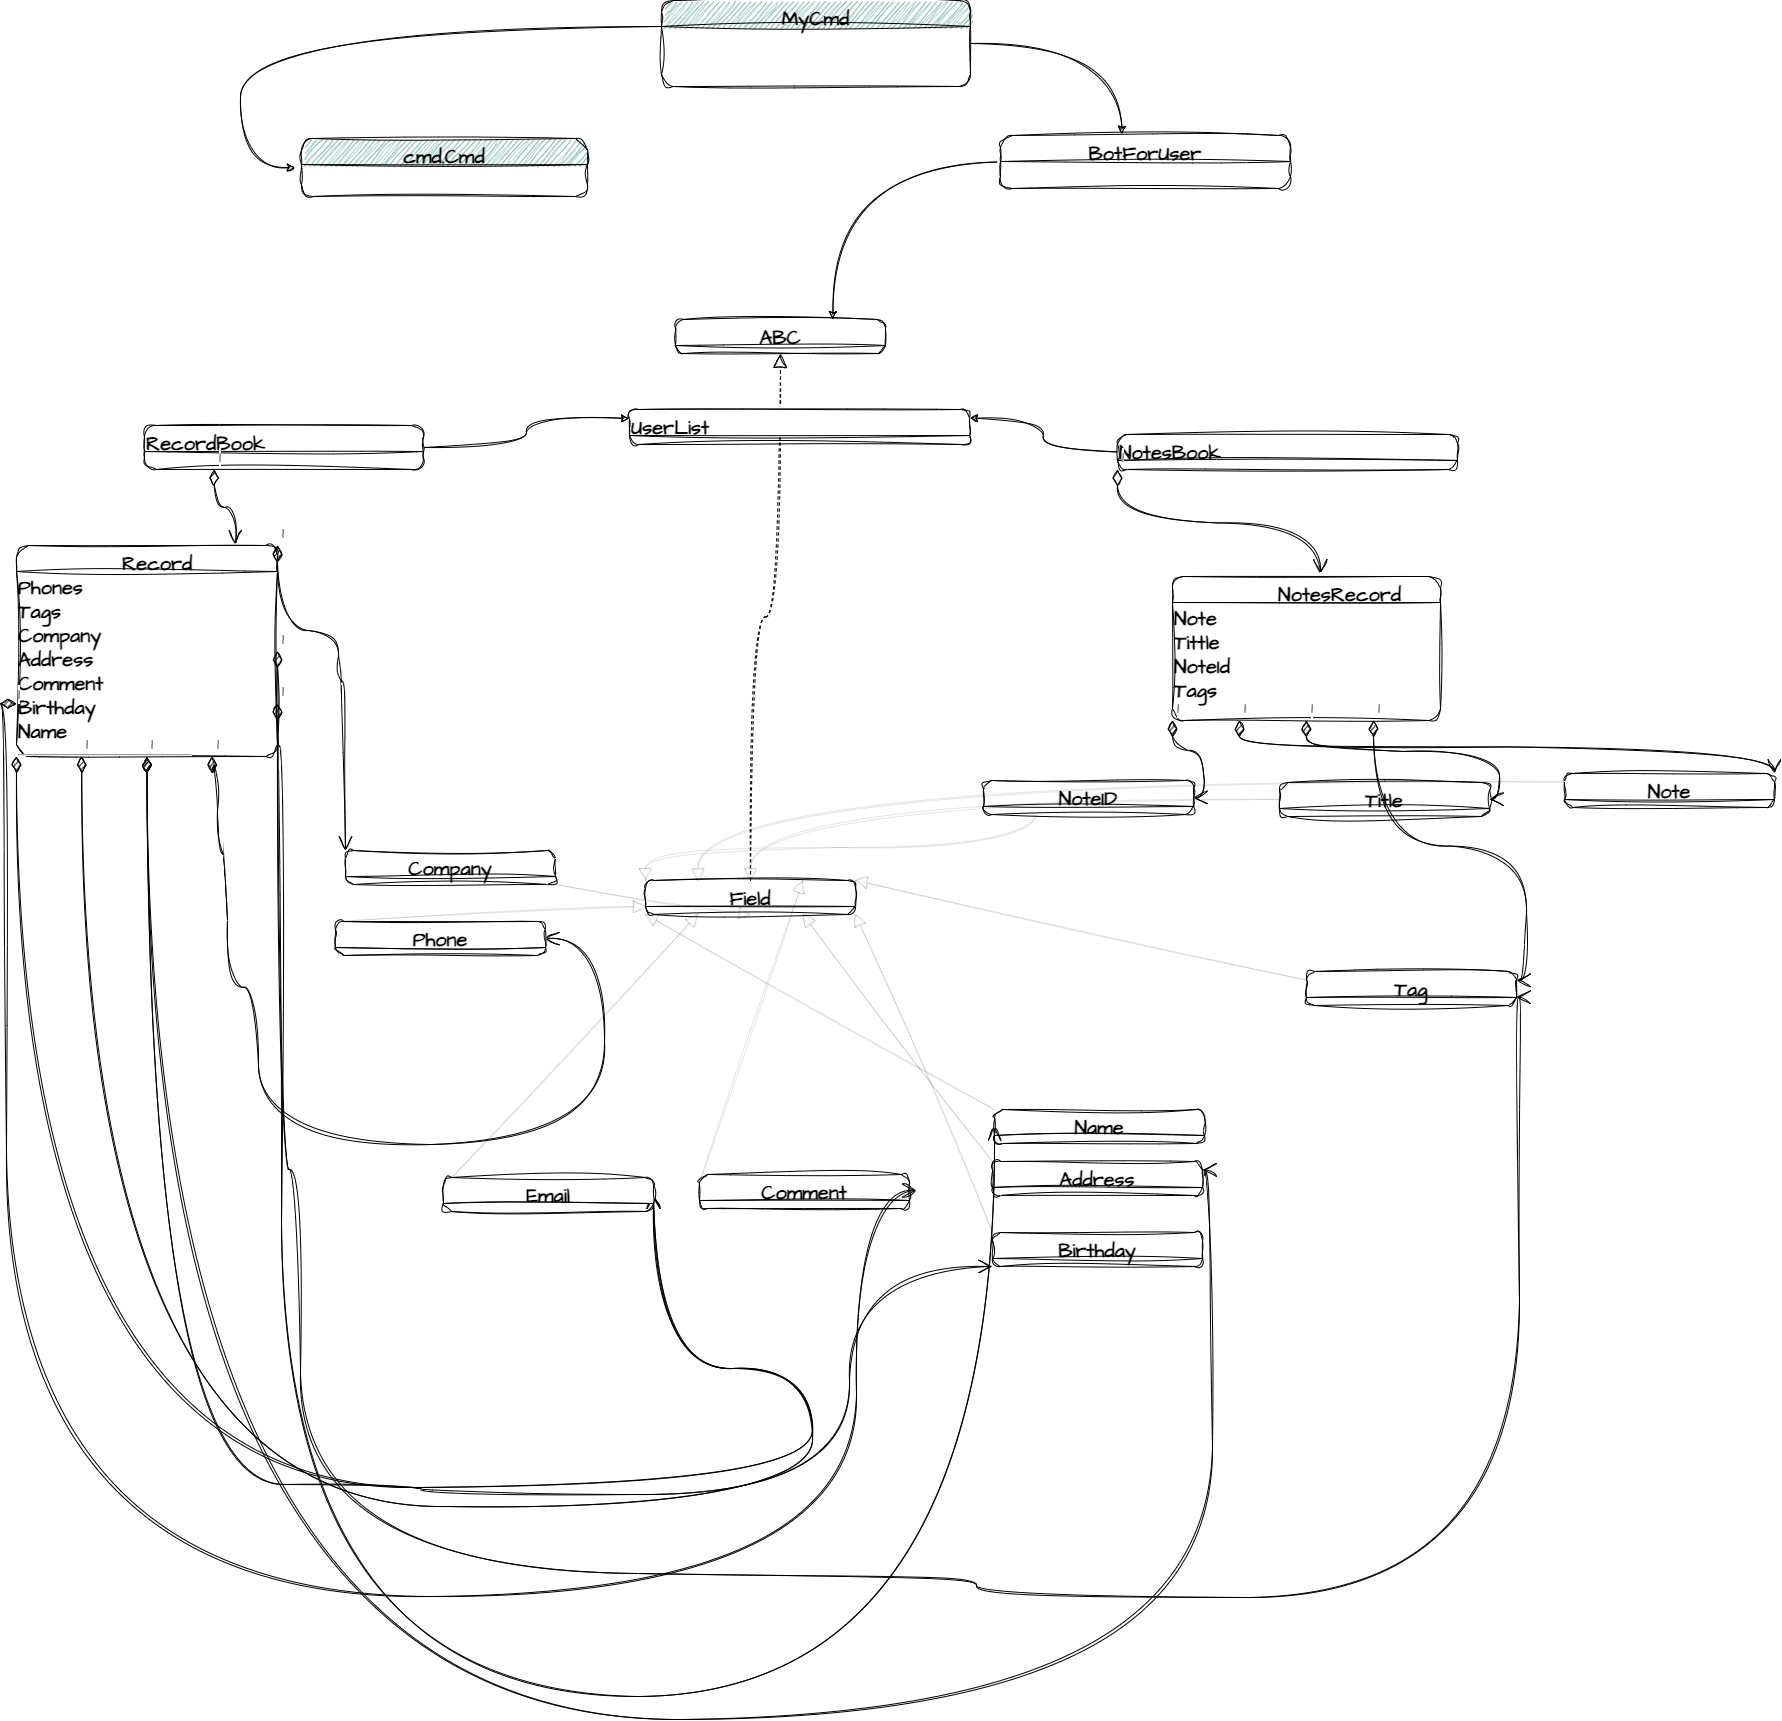 MyCmd
cmd.Cmd
BotForUser
ABC
UserList
RecordBook
NotesBook
Record
Phones
Tags
Company
Address
Comment
Birthday
Name
NotesRecord
Note
Tittle
NoteId
Tags
NoteID
Title
Note
Company
Field
Phone
Tag
Name
Address
Email
Comment
Birthday